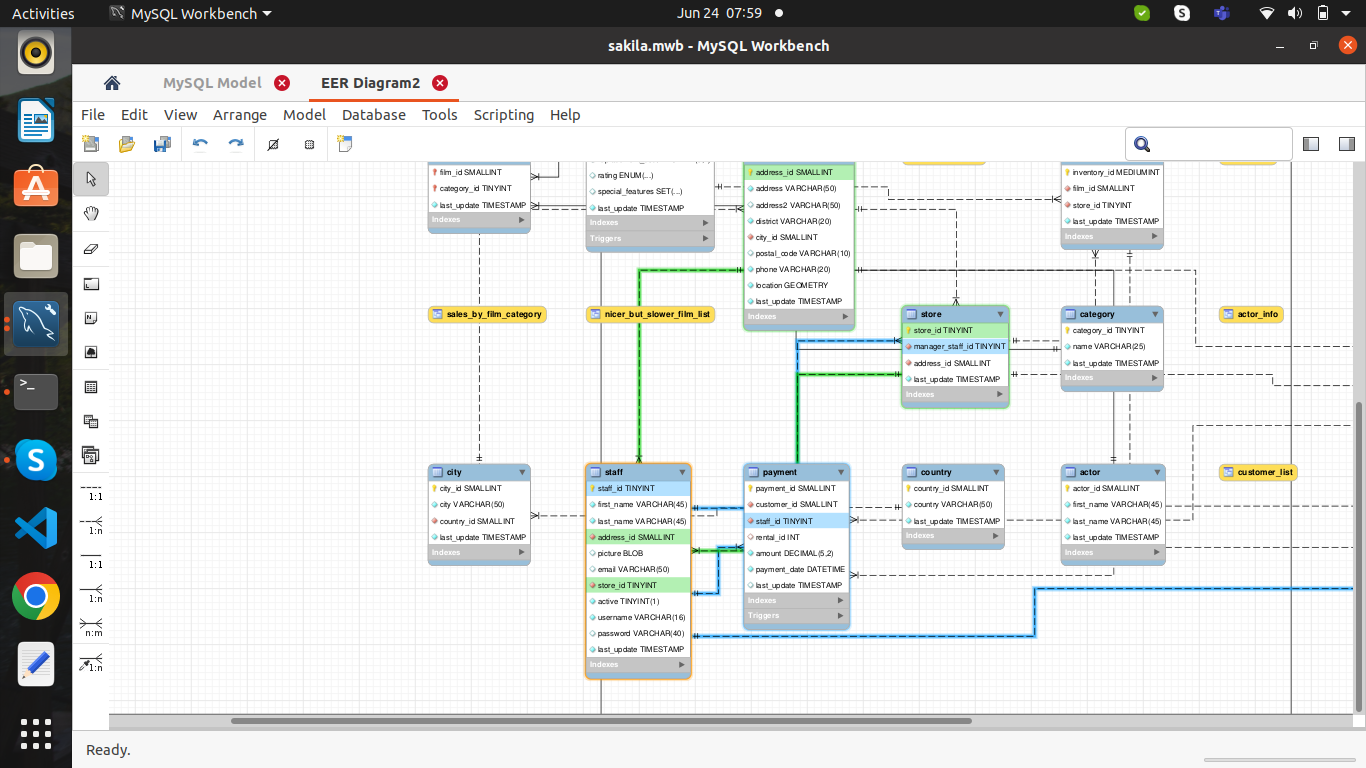 Activities
MySQL Workbench
Jun 24 07:59
sakila.mwb - MySQL Workbench
MySQL Model
EER Diagram2
File Edit View Arrange Model Database Tools Scripting Help
film_id SMALLINT
category_id TINYINT
last_update TIMESTAMP
Indexes
rating ENUM(...)
special_features SET(...)
last_update TIMESTAMP
Indexes
Triggers
address_id SMALLINT
address VARCHAR(50)
address2 VARCHAR(50)
district VARCHAR(20)
city_id SMALLINT
postal_code VARCHAR(10)
phone VARCHAR(20)
location GEOMETRY
last_update TIMESTAMP
Indexes
inventory_id MEDIUMINT
film_id SMALLINT
store_id TINYINT
last_update TIMESTAMP
Indexes
sales_by_film_category
nicer_but_slower_film_list
store
store_id TINYINT
manager_staff_id TINYINT
address_id SMALLINT
last_update TIMESTAMP
Indexes
category
category_id TINYINT
name VARCHAR(25)
last_update TIMESTAMP
Indexes
actor_info
city
city_id SMALLINT
city VARCHAR(50)
country_id SMALLINT
last_update TIMESTAMP
Indexes
staff
staff_id TINYINT
first_name VARCHAR(45)
last_name VARCHAR(45)
address_id SMALLINT
picture BLOB
email VARCHAR(50)
store_id TINYINT
active TINYINT(1)
username VARCHAR(16)
password VARCHAR(40)
last_update TIMESTAMP
Indexes
payment
payment_id SMALLINT
customer_id SMALLINT
staff_id TINYINT
rental_id INT
amount DECIMAL(5,2)
payment_date DATETIME
last_update TIMESTAMP
Indexes
Triggers
country
country_id SMALLINT
country VARCHAR(50)
last_update TIMESTAMP
Indexes
actor
actor_id SMALLINT
first_name VARCHAR(45)
last_name VARCHAR(45)
last_update TIMESTAMP
Indexes
customer_list
1:1
1:n
1:1
1:n
n:m
1:n
Ready.